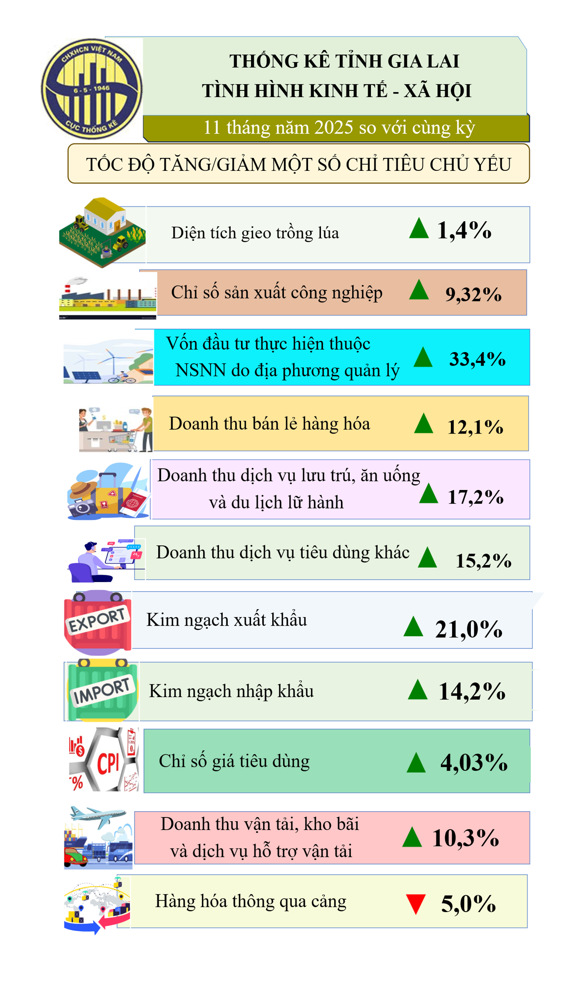 CHXHCN VIỆT NAM
6 - 5 - 1946
CỤC THỐNG KÊ
THỐNG KÊ TỈNH GIA LAI
TÌNH HÌNH KINH TẾ - XÃ HỘI
11 tháng năm 2025 so với cùng kỳ
TỐC ĐỘ TĂNG/GIẢM MỘT SỐ CHỈ TIÊU CHỦ YẾU
Diện tích gieo trồng lúa
1,4%
Chỉ số sản xuất công nghiệp
9,32%
Vốn đầu tư thực hiện thuộc
NSNN do địa phương quản lý
33,4%
Doanh thu bán lẻ hàng hóa
12,1%
Doanh thu dịch vụ lưu trú, ăn uống
và du lịch lữ hành
17,2%
Doanh thu dịch vụ tiêu dùng khác
15,2%
EXPORT
Kim ngạch xuất khẩu
21,0%
IMPORT
Kim ngạch nhập khẩu
14,2%
CPI
%
Chỉ số giá tiêu dùng
4,03%
Doanh thu vận tải, kho bãi
và dịch vụ hỗ trợ vận tải
10,3%
Hàng hóa thông qua cảng
5,0%